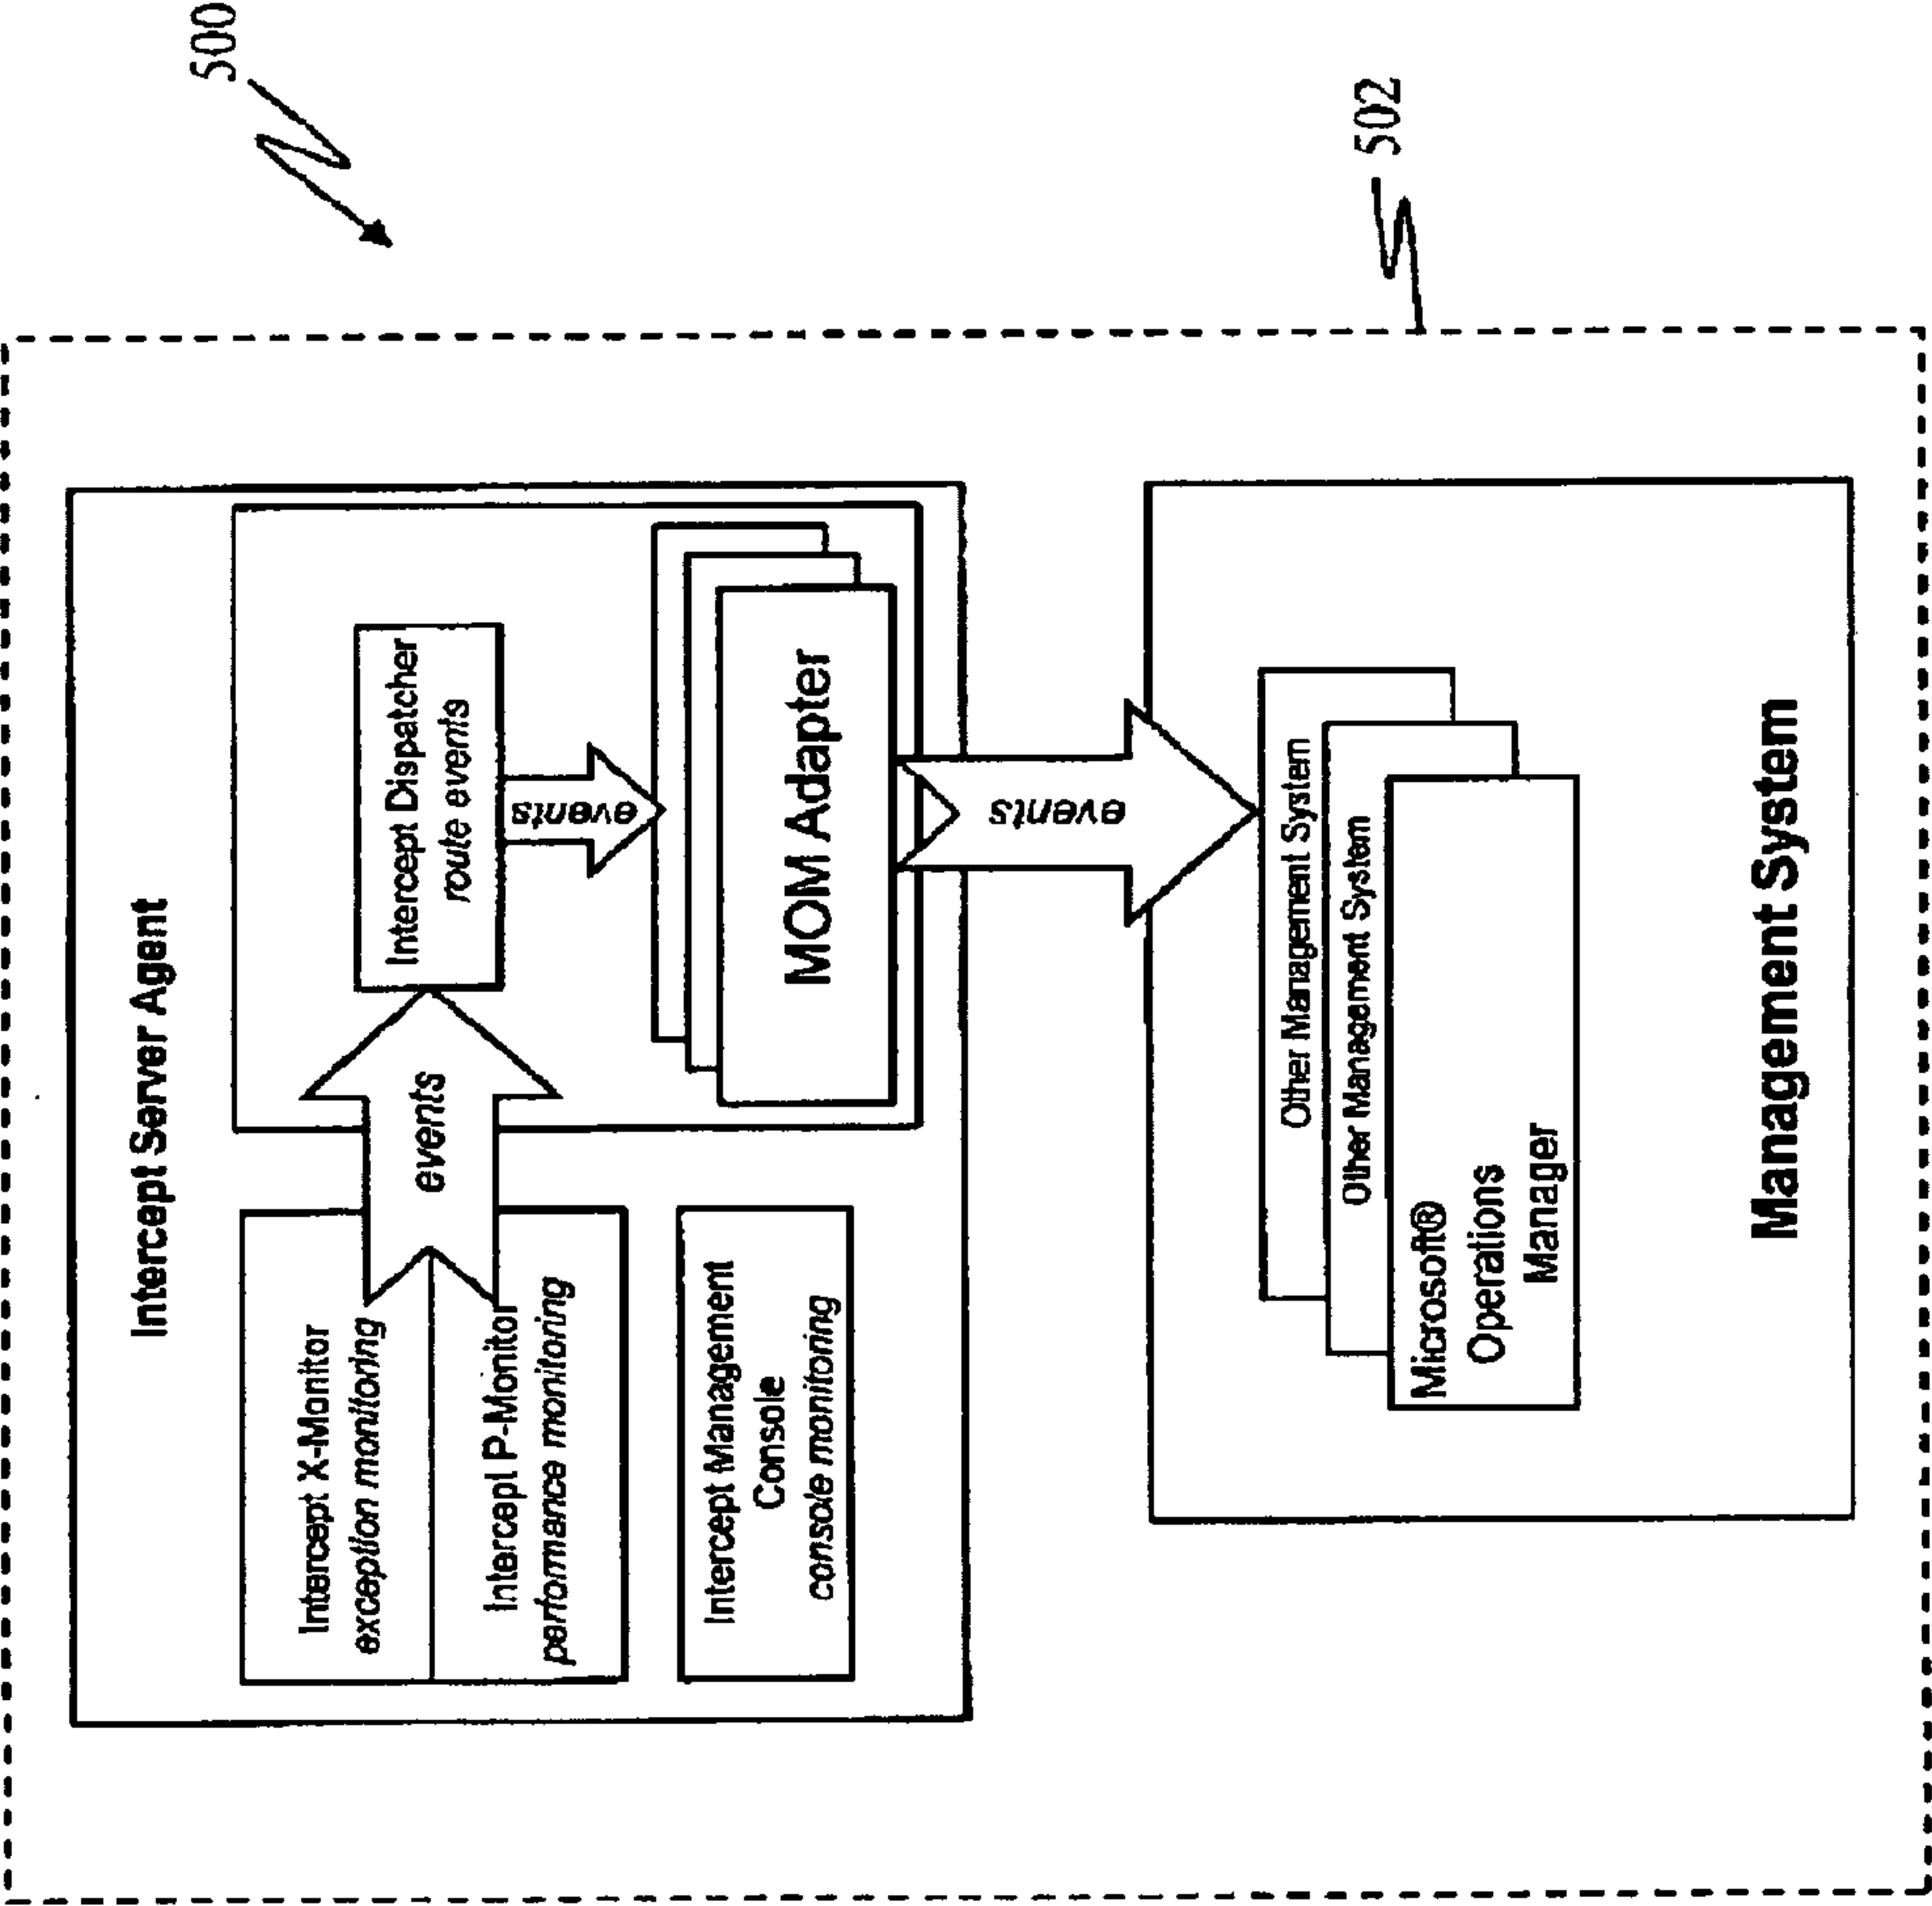 500
502
Intercept Server Agent
Intercept X-Monitor
exception monitoring
Intercept P-Monitor
performance monitoring
Intercept Management
Console
console monitoring
events
Intercept Dispatcher
route events
events
MOM Adapter
events
Other Management System
Other Management System
Microsoft®
Operations
Manager
Management System